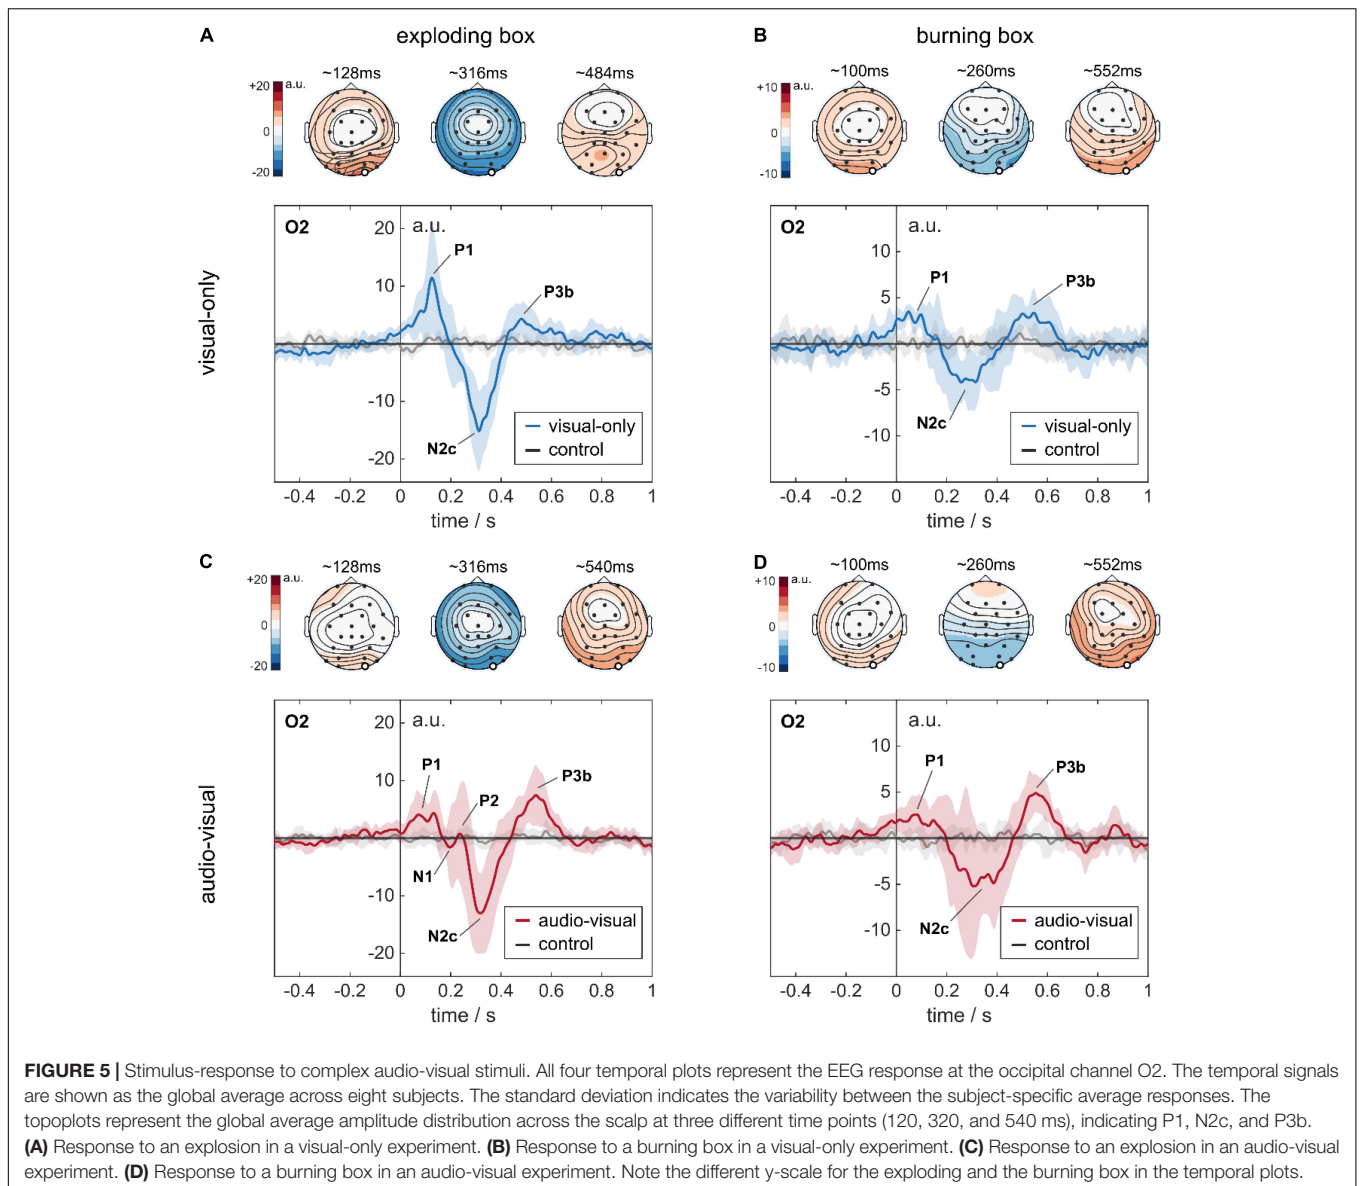 A
exploding box
B
burning box
~128ms
~316ms
~484ms
+20
a.u.
0
-20
~100ms
~260ms
~552ms
+10
a.u.
0
-10
visual-only
O2
a.u.
20
10
0
-10
-20
P1
P3b
N2c
visual-only
control
-0.4
-0.2
0
0.2
0.4
0.6
0.8
1
time / s
O2
a.u.
10
5
0
-5
-10
P1
P3b
N2c
visual-only
control
-0.4
-0.2
0
0.2
0.4
0.6
0.8
1
time / s
C
~128ms
~316ms
~540ms
+20
a.u.
0
-20
D
~100ms
~260ms
~552ms
+10
a.u.
0
-10
audio-visual
O2
a.u.
20
10
0
-10
-20
P1
P2
P3b
N1
N2c
audio-visual
control
-0.4
-0.2
0
0.2
0.4
0.6
0.8
1
time / s
O2
a.u.
10
5
0
-5
-10
P1
P3b
N2c
audio-visual
control
-0.4
-0.2
0
0.2
0.4
0.6
0.8
1
time / s
FIGURE 5 | Stimulus-response to complex audio-visual stimuli. All four temporal plots represent the EEG response at the occipital channel O2. The temporal signals
are shown as the global average across eight subjects. The standard deviation indicates the variability between the subject-specific average responses. The
topoplots represent the global average amplitude distribution across the scalp at three different time points (120, 320, and 540 ms), indicating P1, N2c, and P3b.
(A) Response to an explosion in a visual-only experiment. (B) Response to a burning box in a visual-only experiment. (C) Response to an explosion in an audio-visual
experiment. (D) Response to a burning box in an audio-visual experiment. Note the different y-scale for the exploding and the burning box in the temporal plots.